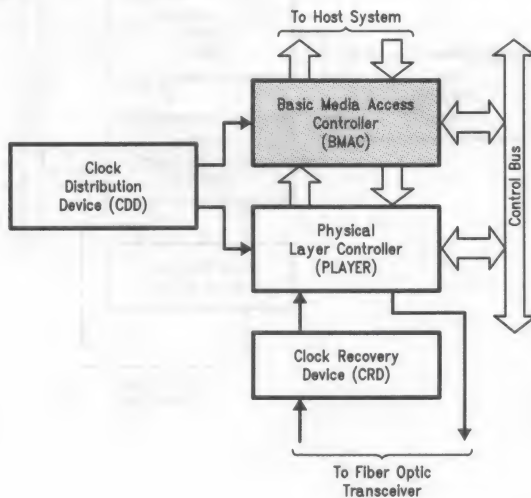 To Host System
Basic Media Access
Controller
(BMAC)
Clock
Distribution
Device (CDD)
Physical
Layer Controller
(PLAYER)
Control Bus
Clock Recovery
Device (CRD)
To Fiber Optic
Transceiver